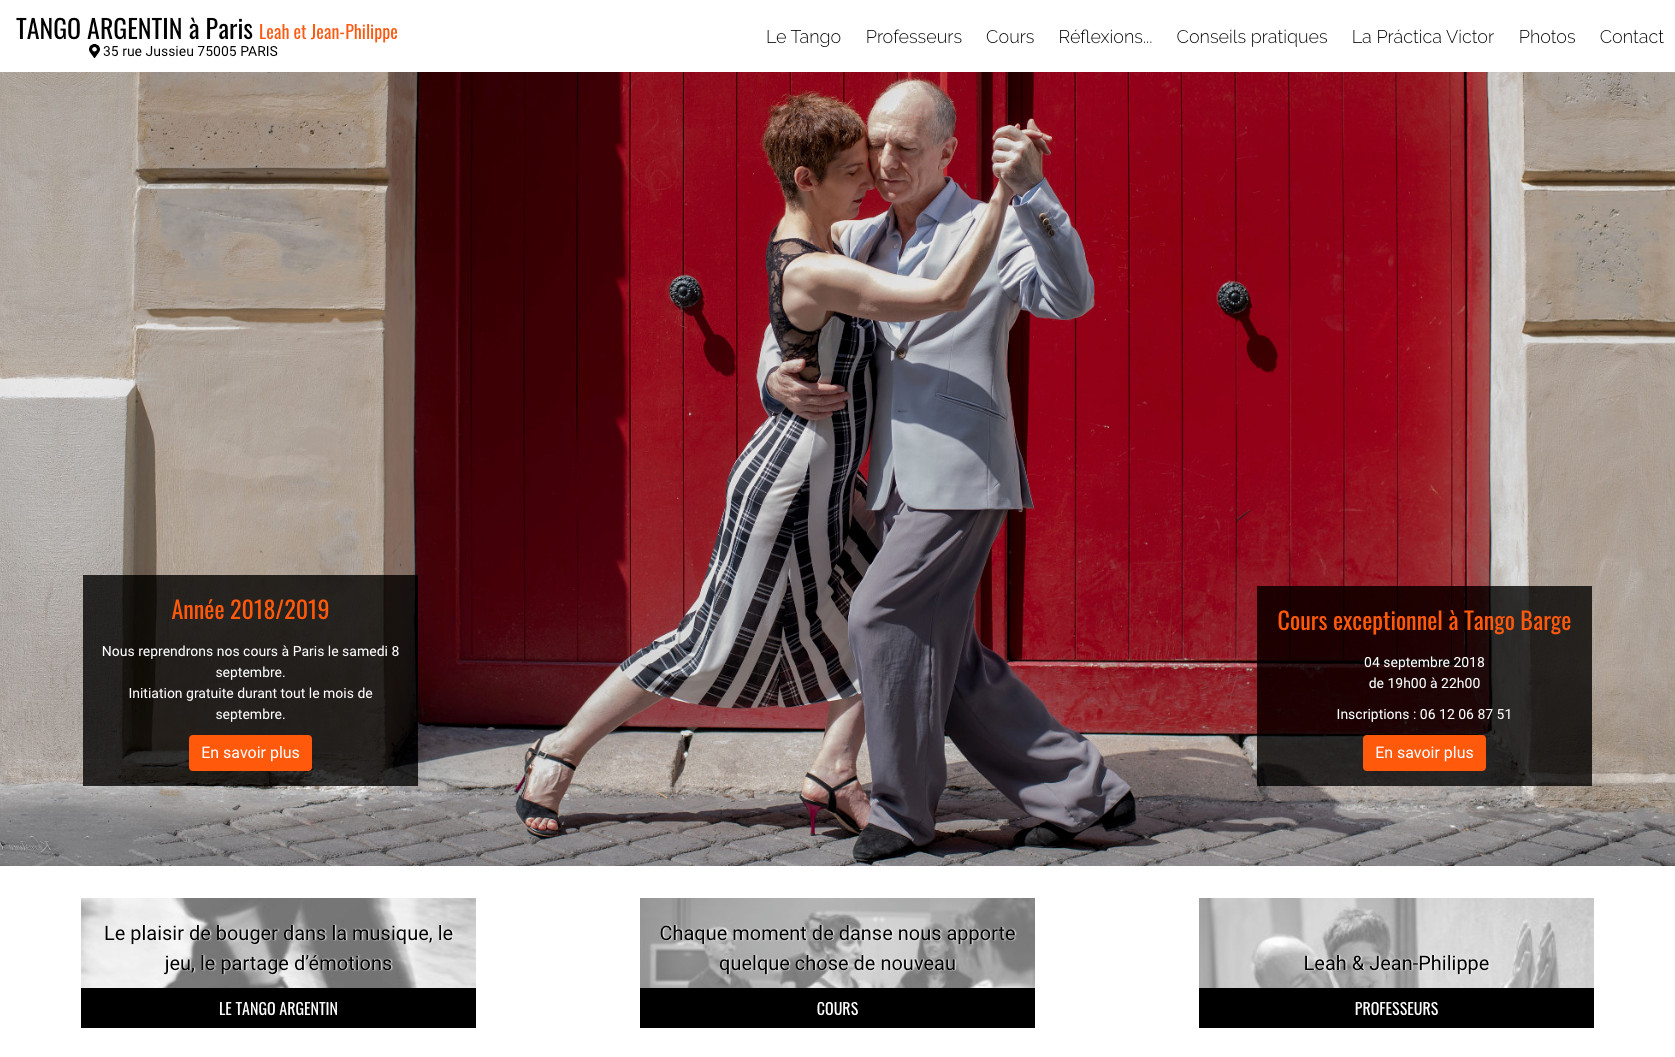 TANGO ARGENTIN à Paris Leah et Jean-Philippe
35 rue Jussieu 75005 PARIS
Le Tango Professeurs Cours Réflexions... Conseils pratiques La Práctica Victor Photos Contact
Année 2018/2019
Nous reprendrons nos cours à Paris le samedi 8
septembre.
Initiation gratuite durant tout le mois de
septembre.
En savoir plus
Cours exceptionnel à Tango Barge
04 septembre 2018
de 19h00 à 22h00
Inscriptions : 06 12 06 87 51
En savoir plus
Le plaisir de bouger dans la musique, le
jeu, le partage d’émotions
LE TANGO ARGENTIN
Chaque moment de danse nous apporte
quelque chose de nouveau
COURS
Leah & Jean-Philippe
PROFESSEURS